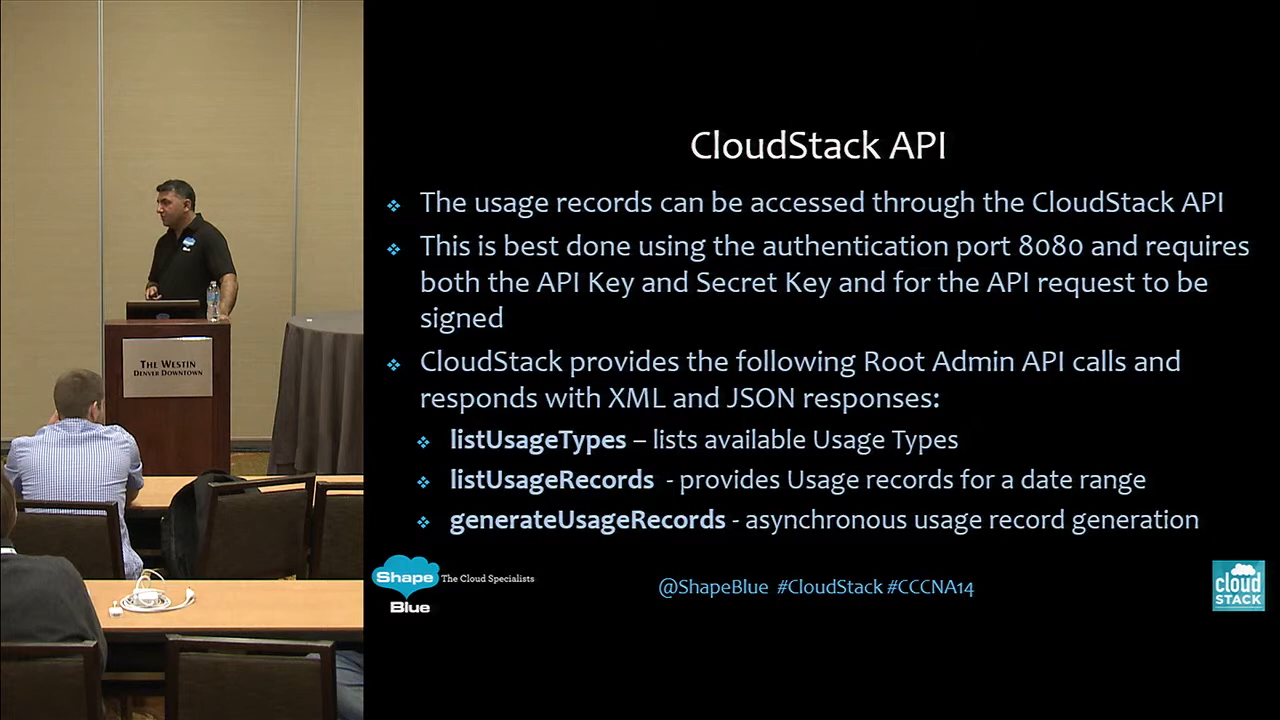 CloudStack API
❖ The usage records can be accessed through the CloudStack API
❖ This is best done using the authentication port 8080 and requires
both the API Key and Secret Key and for the API request to be
signed
❖ CloudStack provides the following Root Admin API calls and
responds with XML and JSON responses:
❖ listUsageTypes – lists available Usage Types
❖ listUsageRecords - provides Usage records for a date range
❖ generateUsageRecords - asynchronous usage record generation
THE WESTIN
DENVER DOWNTOWN
Shape
Blue
The Cloud Specialists
@ShapeBlue #CloudStack #CCCNA14
cloud
STACK